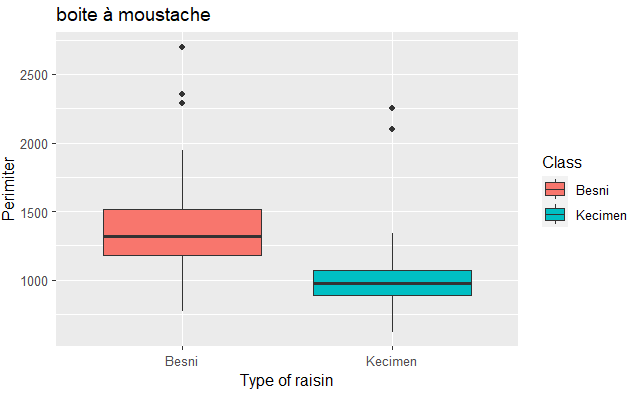 boite à moustache
2500
2000
1500
1000
Perimiter
Besni
Kecimen
Type of raisin
Class
Besni
Kecimen